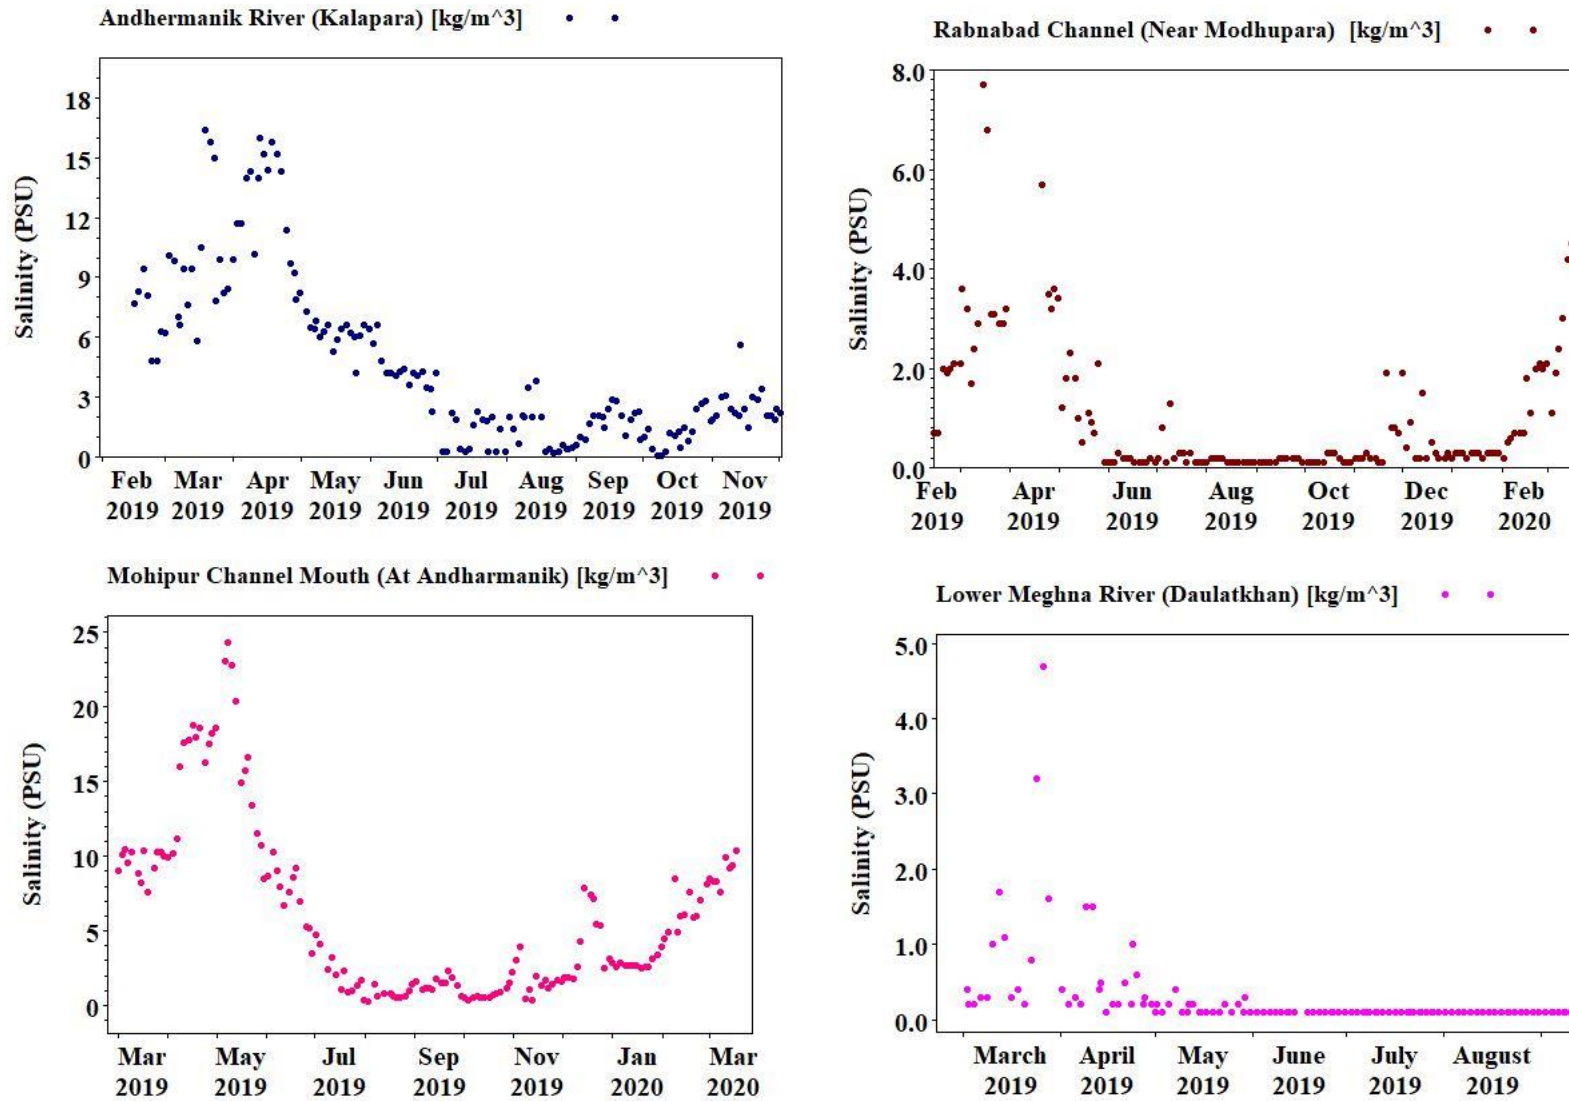 Andhermanik River (Kalapara) [kg/m^3]
Salinity (PSU)
18
15
12
9
6
3
0
Feb Mar Apr May Jun Jul Aug Sep Oct Nov
2019 2019 2019 2019 2019 2019 2019 2019 2019 2019
Rabnabad Channel (Near Modhupara) [kg/m^3]
Salinity (PSU)
8.0
6.0
4.0
2.0
0.0
Feb Apr Jun Aug Oct Dec Feb
2019 2019 2019 2019 2019 2019 2020
Mohipur Channel Mouth (At Andharmanik) [kg/m^3]
Salinity (PSU)
25
20
15
10
5
0
Mar May Jul Sep Nov Jan Mar
2019 2019 2019 2019 2019 2020 2020
Lower Meghna River (Daulatkhan) [kg/m^3]
Salinity (PSU)
5.0
4.0
3.0
2.0
1.0
0.0
March April May June July August
2019 2019 2019 2019 2019 2019